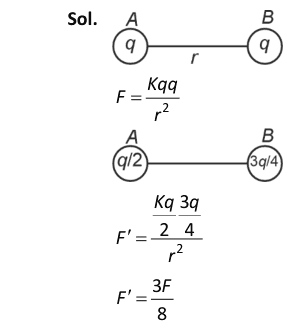 Sol. A B
q q
r
F = Kqq / r²
A B
q/2 3q/4
F' = (Kq/2 3q/4) / r²
F' = 3F / 8